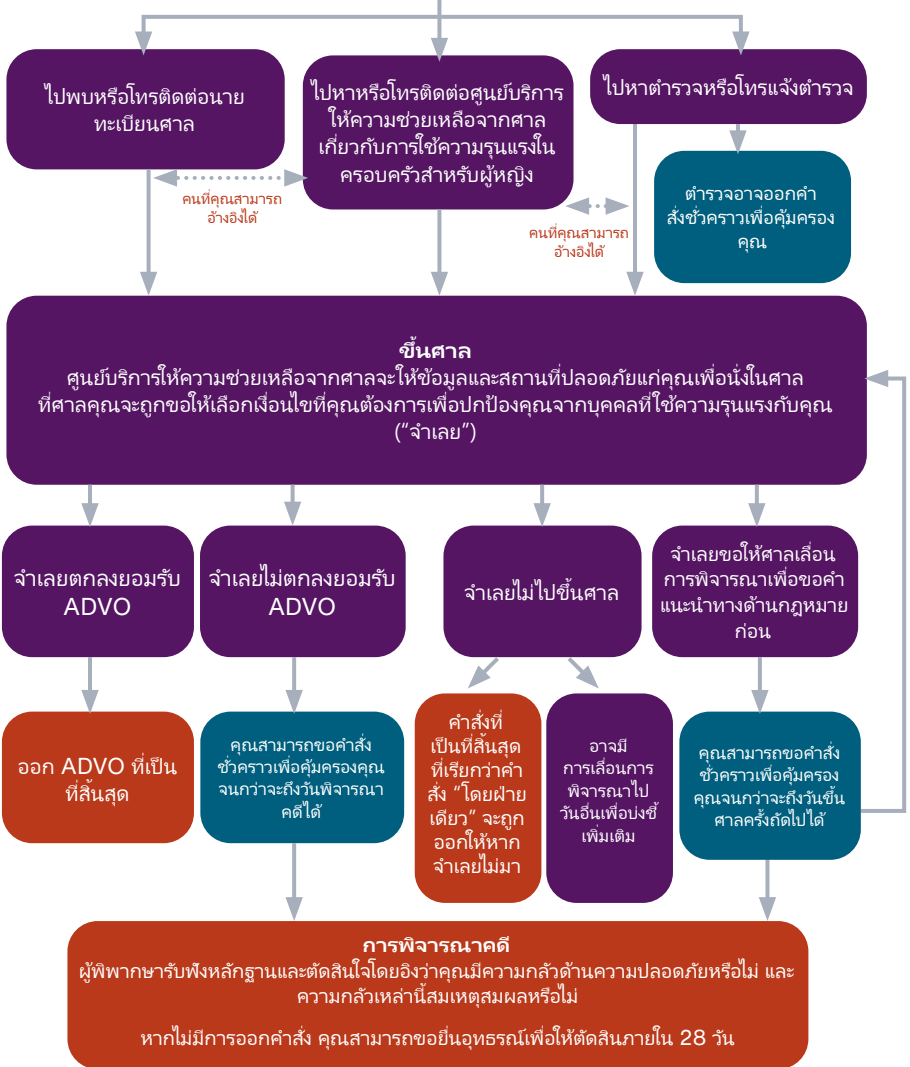 ไปพบหรือโทรติดต่อนาย
ทะเบียนศาล
ไปหาหรือโทรติดต่อศูนย์บริการ
ให้ความช่วยเหลือจากศาล
เกี่ยวกับการใช้ความรุนแรงใน
ครอบครัวสำหรับผู้หญิง
ไปหาตำรวจหรือโทรแจ้งตำรวจ
ตำรวจอาจออกคำ
สั่งชั่วคราวเพื่อคุ้มครอง
คุณ
คนที่คุณสามารถ
อ้างอิงได้
คนที่คุณสามารถ
อ้างอิงได้
ขึ้นศาล
ศูนย์บริการให้ความช่วยเหลือจากศาลจะให้ข้อมูลและสถานที่ปลอดภัยแก่คุณเพื่อนั่งในศาล
ที่ศาลคุณจะถูกขอให้เลือกเงื่อนไขที่คุณต้องการเพื่อปกป้องคุณจากบุคคลที่ใช้ความรุนแรงกับคุณ
(“จำเลย”)
จำเลยตกลงยอมรับ
ADVO
จำเลยไม่ตกลงยอมรับ
ADVO
จำเลยไม่ไปขึ้นศาล
จำเลยขอให้ศาลเลื่อน
การพิจารณาเพื่อขอคำ
แนะนำทางด้านกฎหมาย
ก่อน
ออก ADVO ที่เป็น
ที่สิ้นสุด
คุณสามารถขอคำสั่ง
ชั่วคราวเพื่อคุ้มครองคุณ
จนกว่าจะถึงวันพิจารณา
คดีได้
คำสั่งที่
เป็นที่สิ้นสุด
ที่เรียกว่าคำ
สั่ง “โดยฝ่าย
เดียว” จะถูก
ออกให้หาก
จำเลยไม่มา
อาจมี
การเลื่อนการ
พิจารณาไป
วันอื่นเพื่อบ่งชี้
เพิ่มเติม
คุณสามารถขอคำสั่ง
ชั่วคราวเพื่อคุ้มครอง
คุณจนกว่าจะถึงวันขึ้น
ศาลครั้งถัดไปได้
การพิจารณาคดี
ผู้พิพากษารับฟังหลักฐานและตัดสินใจโดยอิงว่าคุณมีความกลัวด้านความปลอดภัยหรือไม่ และ
ความกลัวเหล่านี้สมเหตุสมผลหรือไม่
หากไม่มีการออกคำสั่ง คุณสามารถขอยื่นอุทธรณ์เพื่อให้ตัดสินภายใน 28 วัน